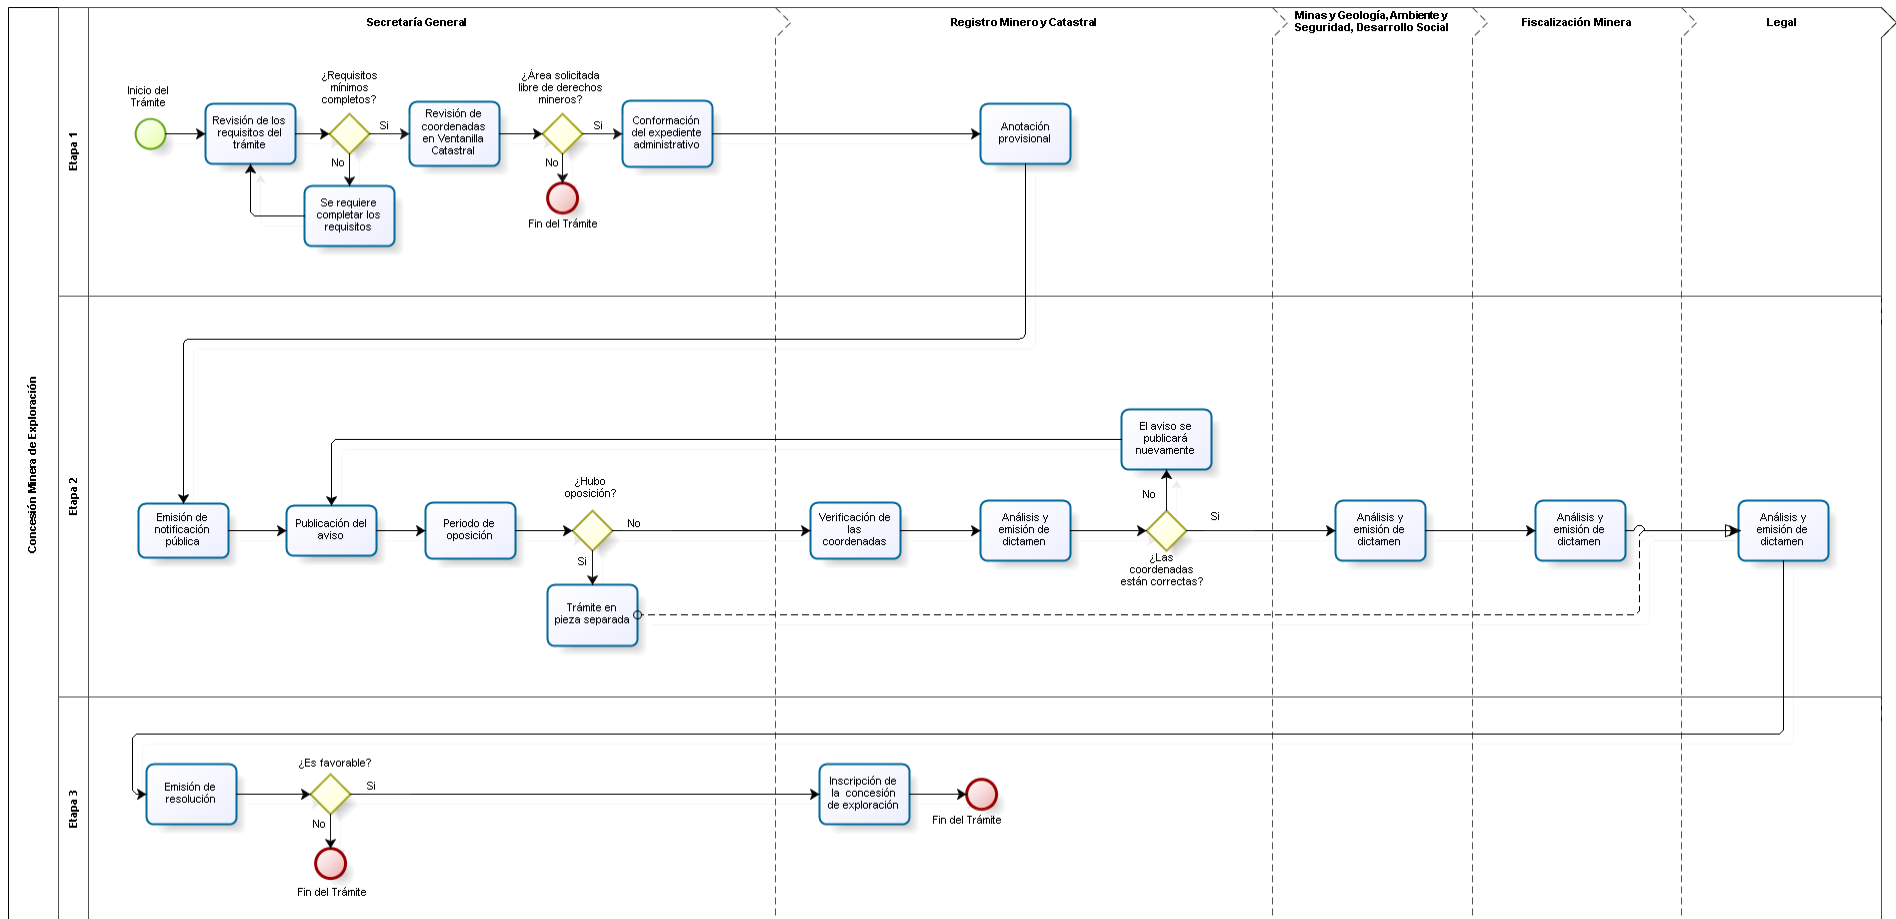 Secretaría General
Registro Minero y Catastral
Minas y Geología, Ambiente y
Seguridad, Desarrollo Social
Fiscalización Minera
Legal
Concesión Minera de Exploración
Etapa 1
Inicio del
Trámite
Revisión de los
requisitos del
trámite
¿Requisitos
mínimos
completos?
Si
No
Se requiere
completar los
requisitos
Revisión de
coordenadas
en Ventanilla
Catastral
¿Área solicitada
libre de derechos
mineros?
Si
No
Fin del Trámite
Conformación
del expediente
administrativo
Anotación
provisional
Etapa 2
Emisión de
notificación
pública
Publicación del
aviso
Periodo de
oposición
¿Hubo
oposición?
No
Si
Trámite en
pieza separada
Verificación de
las
coordenadas
Análisis y
emisión de
dictamen
El aviso se
publicará
nuevamente
No
Si
¿Las
coordenadas
están correctas?
Análisis y
emisión de
dictamen
Análisis y
emisión de
dictamen
Análisis y
emisión de
dictamen
Etapa 3
Emisión de
resolución
¿Es favorable?
Si
No
Fin del Trámite
Inscripción de
la concesión
de exploración
Fin del Trámite